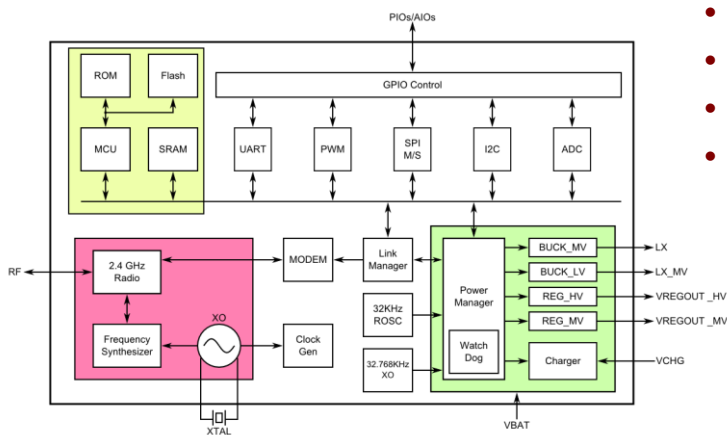 PIOs/AIOs
ROM
Flash
GPIO Control
MCU
SRAM
UART
PWM
SPI
M/S
I2C
ADC
RF
2.4 GHz
Radio
MODEM
Link
Manager
Power
Manager
BUCK_MV
LX
BUCK_LV
LX_MV
REG_HV
VREGOUT _HV
REG_MV
VREGOUT _MV
32KHz
ROSC
XO
Frequency
Synthesizer
Clock
Gen
Watch
Dog
Charger
VCHG
32.768KHz
XO
XTAL
VBAT